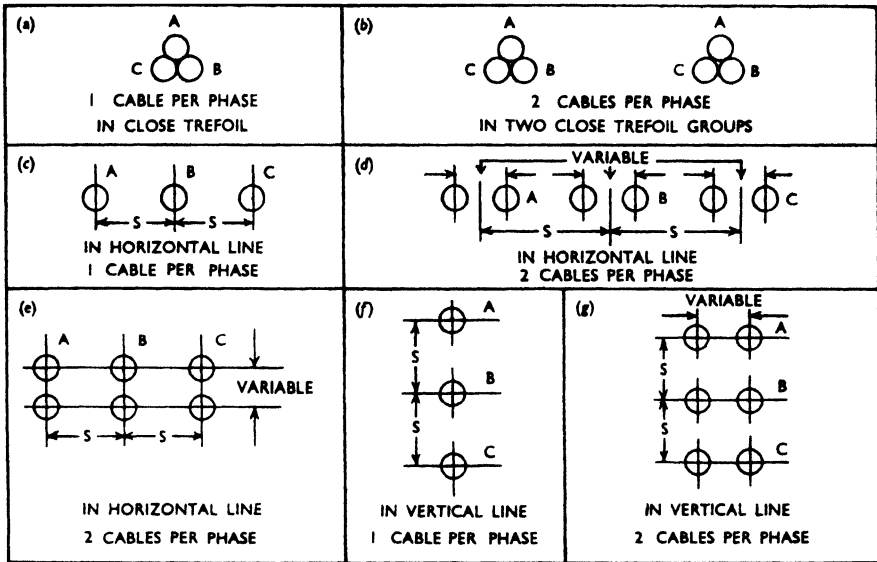 (a)
A
C B
1 CABLE PER PHASE
IN CLOSE TREFOIL
(b)
A A
C B C B
2 CABLES PER PHASE
IN TWO CLOSE TREFOIL GROUPS
(c)
A B C
S S
IN HORIZONTAL LINE
1 CABLE PER PHASE
(d)
VARIABLE
A B C
S S
IN HORIZONTAL LINE
2 CABLES PER PHASE
(e)
A B C
VARIABLE
S S
IN HORIZONTAL LINE
2 CABLES PER PHASE
(f)
A
S
B
S
C
IN VERTICAL LINE
1 CABLE PER PHASE
(g)
VARIABLE
A
S
B
S
C
IN VERTICAL LINE
2 CABLES PER PHASE